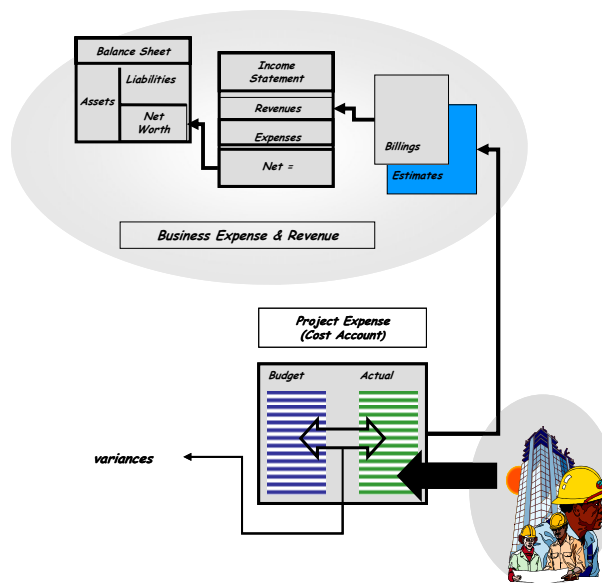 Balance Sheet
Assets
Liabilities
Net
Worth
Income
Statement
Revenues
Expenses
Net =
Billings
Estimates
Business Expense & Revenue
Project Expense
(Cost Account)
Budget
Actual
variances